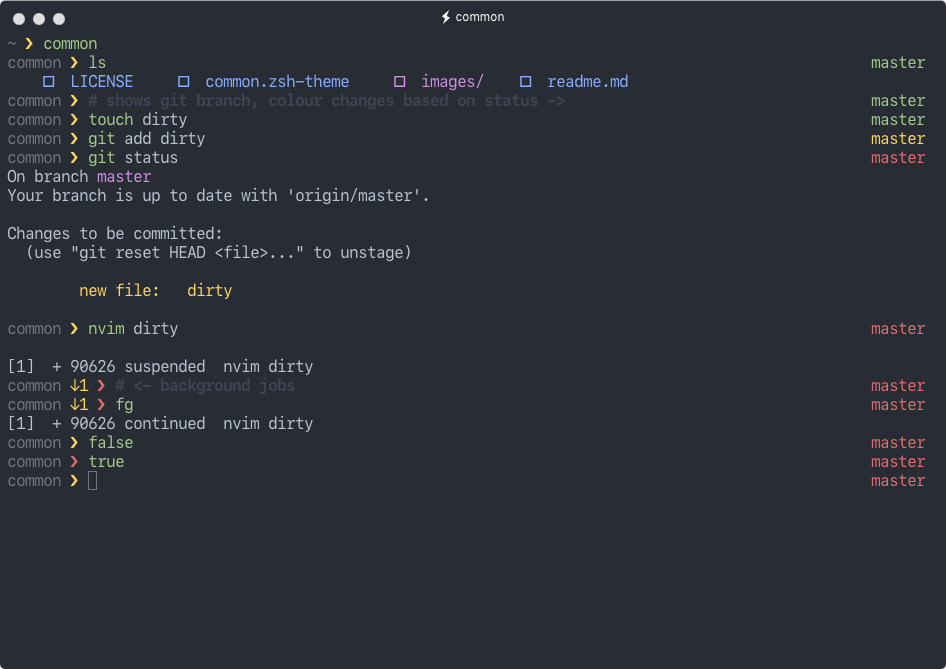 common
~ ❯ common
common ❯ ls master
LICENSE common.zsh-theme images/ readme.md
common ❯ # shows git branch, colour changes based on status —> master
common ❯ touch dirty master
common ❯ git add dirty master
common ❯ git status master
On branch master
Your branch is up to date with 'origin/master'.
Changes to be committed:
(use "git reset HEAD <file>..." to unstage)
new file: dirty
common ❯ nvim dirty master
[1] + 90626 suspended nvim dirty
common ↓1 ❯ # <— background jobs master
common ↓1 ❯ fg master
[1] + 90626 continued nvim dirty
common ❯ false master
common ❯ true master
common ❯ master